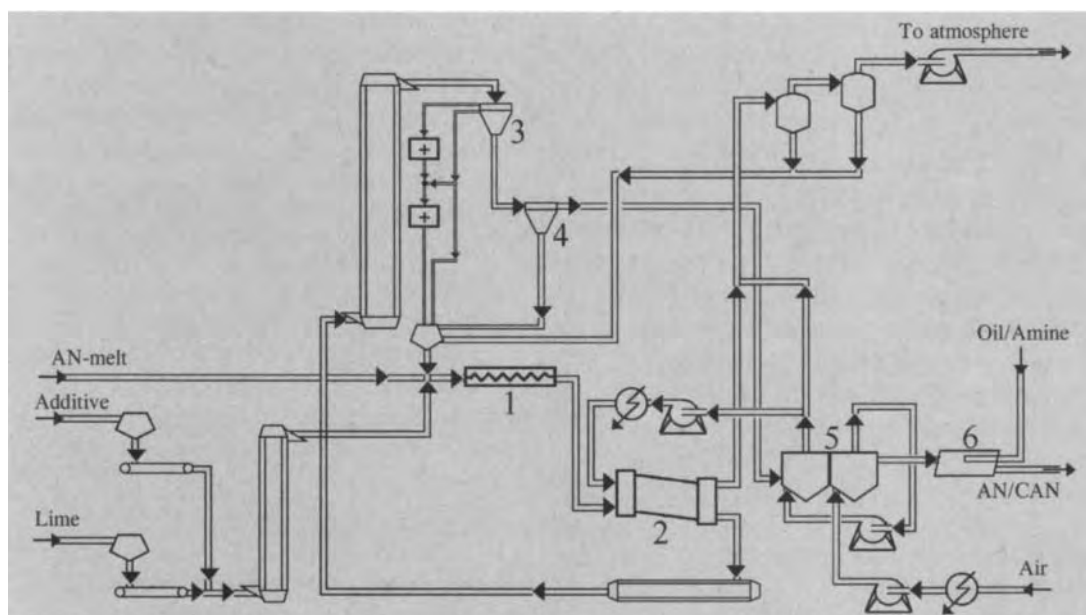 To atmosphere
3
4
Oil/Amine
AN-melt
1
Additive
5
6
AN/CAN
Lime
2
Air